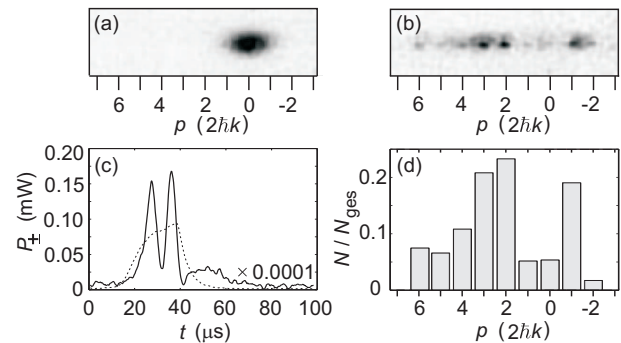 (a)
6 4 2 0 -2
p (2ħk)
(b)
6 4 2 0 -2
p (2ħk)
(c)
P± (mW)
0.20
0.15
0.10
0.05
0
× 0.0001
0 20 40 60 80 100
t (μs)
(d)
N / Nges
0.2
0.1
0
6 4 2 0 -2
p (2ħk)